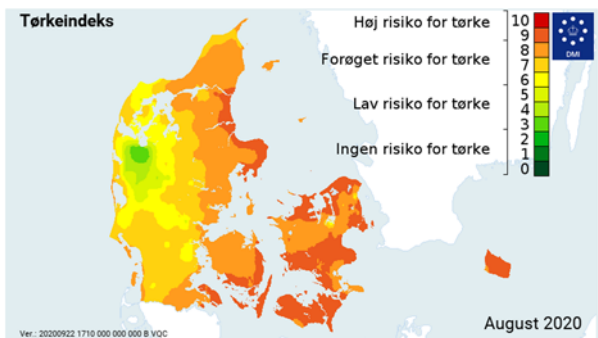 Tørkeindeks
Høj risiko for tørke
Forøget risiko for tørke
Lav risiko for tørke
Ingen risiko for tørke
10
9
8
7
6
5
4
3
2
1
0
DMI
August 2020
Ver.: 20200922 1710 000 000 000 B VQC